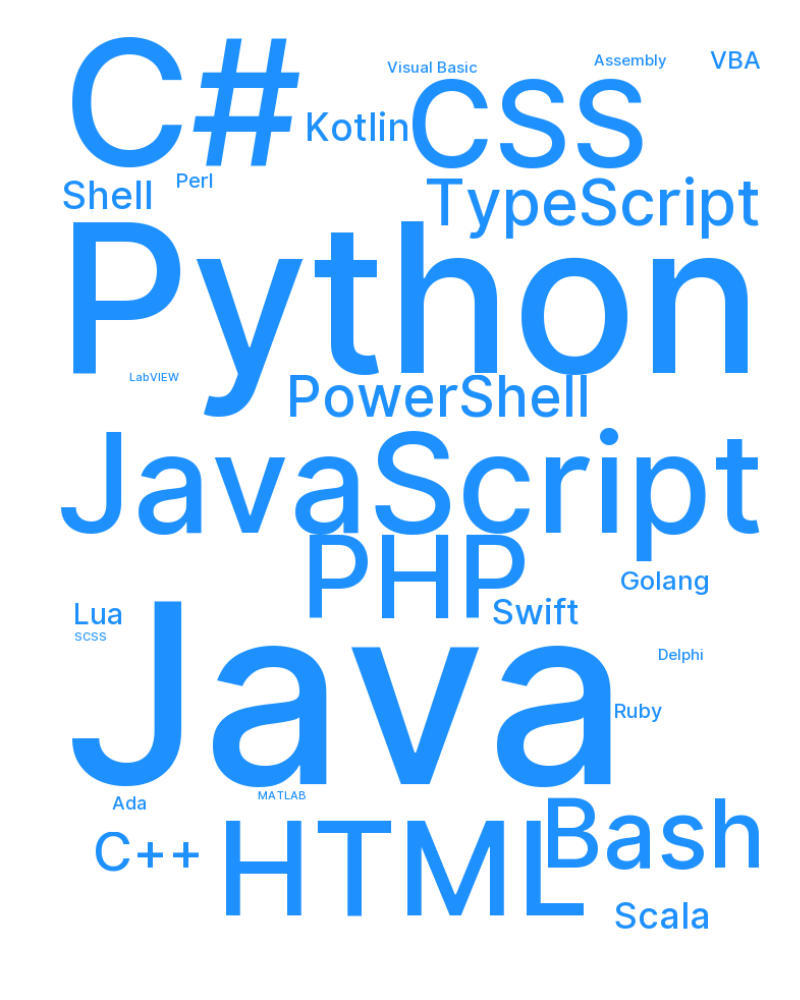 C#
Visual Basic
Assembly
VBA
Kotlin
CSS
Shell
Perl
TypeScript
Python
LabVIEW
PowerShell
JavaScript
PHP
Golang
Lua
Swift
scss
Java
Delphi
Ruby
Ada
MATLAB
C++
HTML
Bash
Scala